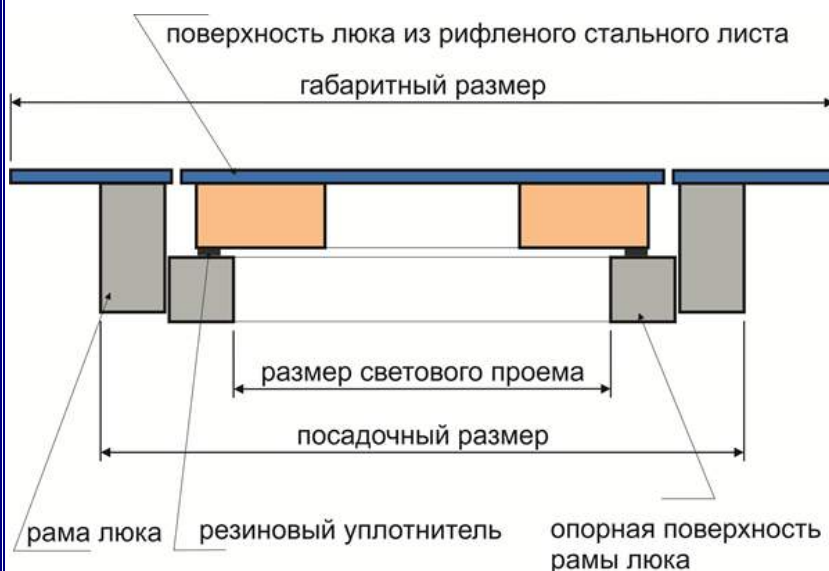 поверхность люка из рифленого стального листа
габаритный размер
размер светового проема
посадочный размер
рама люка
резиновый уплотнитель
опорная поверхность
рамы люка